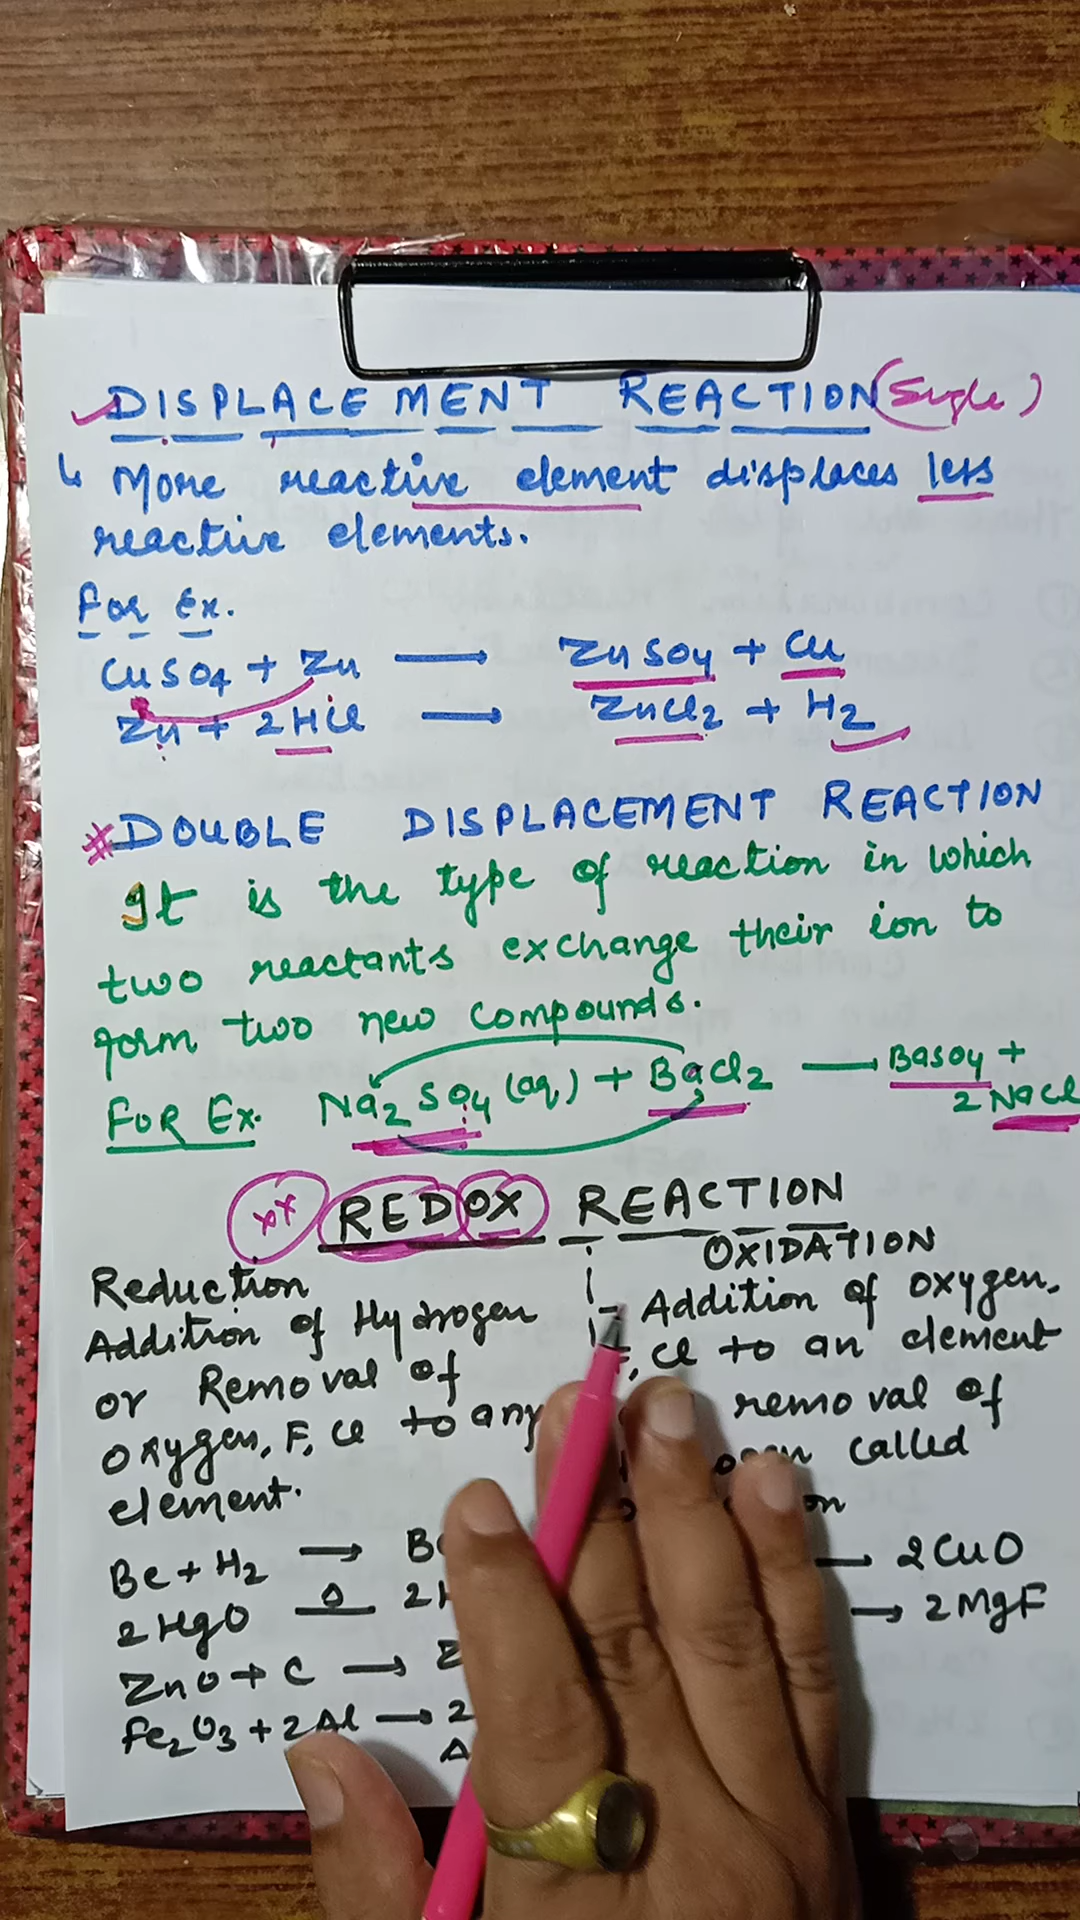 DISPLACEMENT REACTION (Single)
↳ More reactive element displaces less
reactive elements.
For Ex.
CuSO4 + Zn ⟶ ZnSO4 + Cu
Zn + 2HCl ⟶ ZnCl2 + H2
# DOUBLE DISPLACEMENT REACTION
It is the type of reaction in which
two reactants exchange their ion to
form two new compounds.
FOR Ex. Na2SO4 (aq) + BaCl2 ⟶ BaSO4 +
2NaCl
** REDOX REACTION
Reduction
Addition of Hydrogen
or Removal of
oxygen, F, Cl to any
element.
Be + H2 ⟶
2HgO Δ⟶
ZnO + C ⟶
Fe2O3 + 2Al ⟶ 2
OXIDATION
- Addition of oxygen,
F, Cl to an element
removal of
called
2CuO
⟶ 2MgF